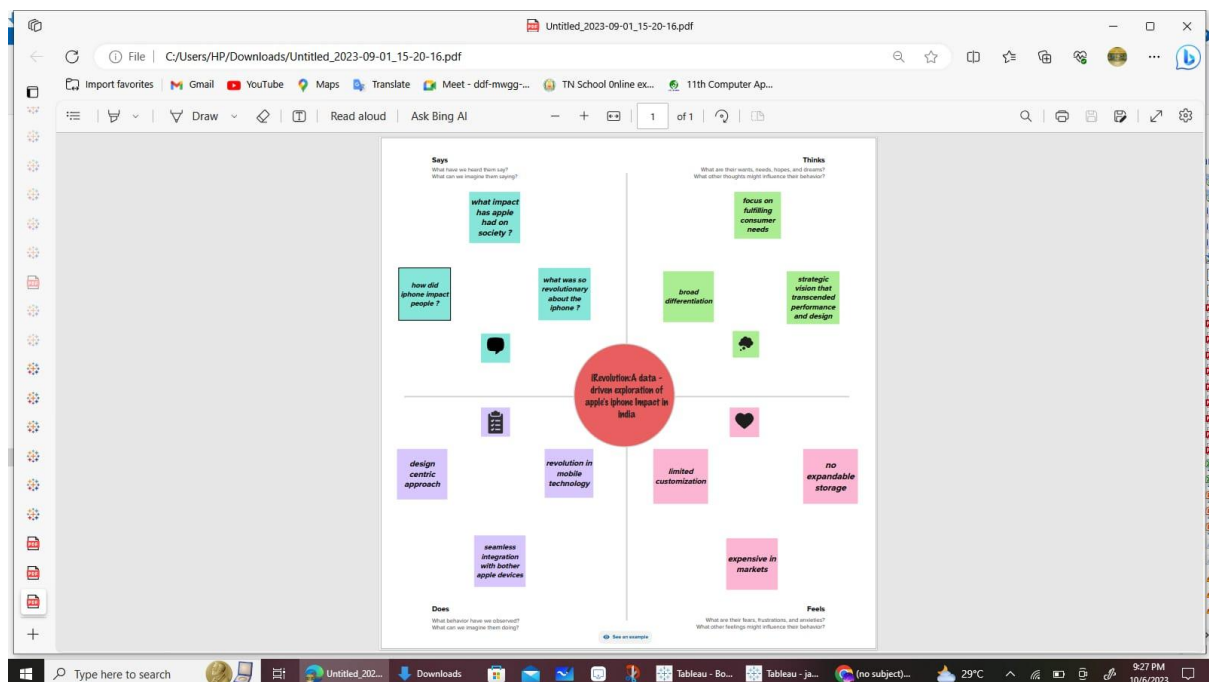 Untitled_2023-09-01_15-20-16.pdf
File
C:/Users/HP/Downloads/Untitled_2023-09-01_15-20-16.pdf
Import favorites
Gmail
YouTube
Maps
Translate
Meet - ddf-mwgg-...
TN School 0nline ex...
11th Computer Ap...
Draw
Read aloud
Ask Bing AI
1
of 1
Says
What have we heard them say?
What can we imagine them saying?
Thinks
What are their wants, needs, hopes, and dreams?
What other thoughts might influence their behavior?
what impact
has apple
had on
society ?
how did
iphone impact
people ?
what was so
revolutionary
about the
iphone ?
focus on
fulfilling
consumer
needs
broad
differentiation
strategic
vision that
transcended
performance
and design
iRevolution:A data -
driven exploration of
apple's iphone Impact in
india
design
centric
approach
revolution in
mobile
technology
seamless
integration
with bother
apple devices
limited
customization
no
expandable
storage
expensive in
markets
Does
What behavior have we observed?
What can we imagine them doing?
Feels
What are their fears, frustrations, and anxieties?
What other feelings might influence their behavior?
See an example
Type here to search
Untitled_202...
Downloads
Tableau - Bo...
Tableau - ja...
(no subject)...
29°C
9:27 PM
10/6/2023